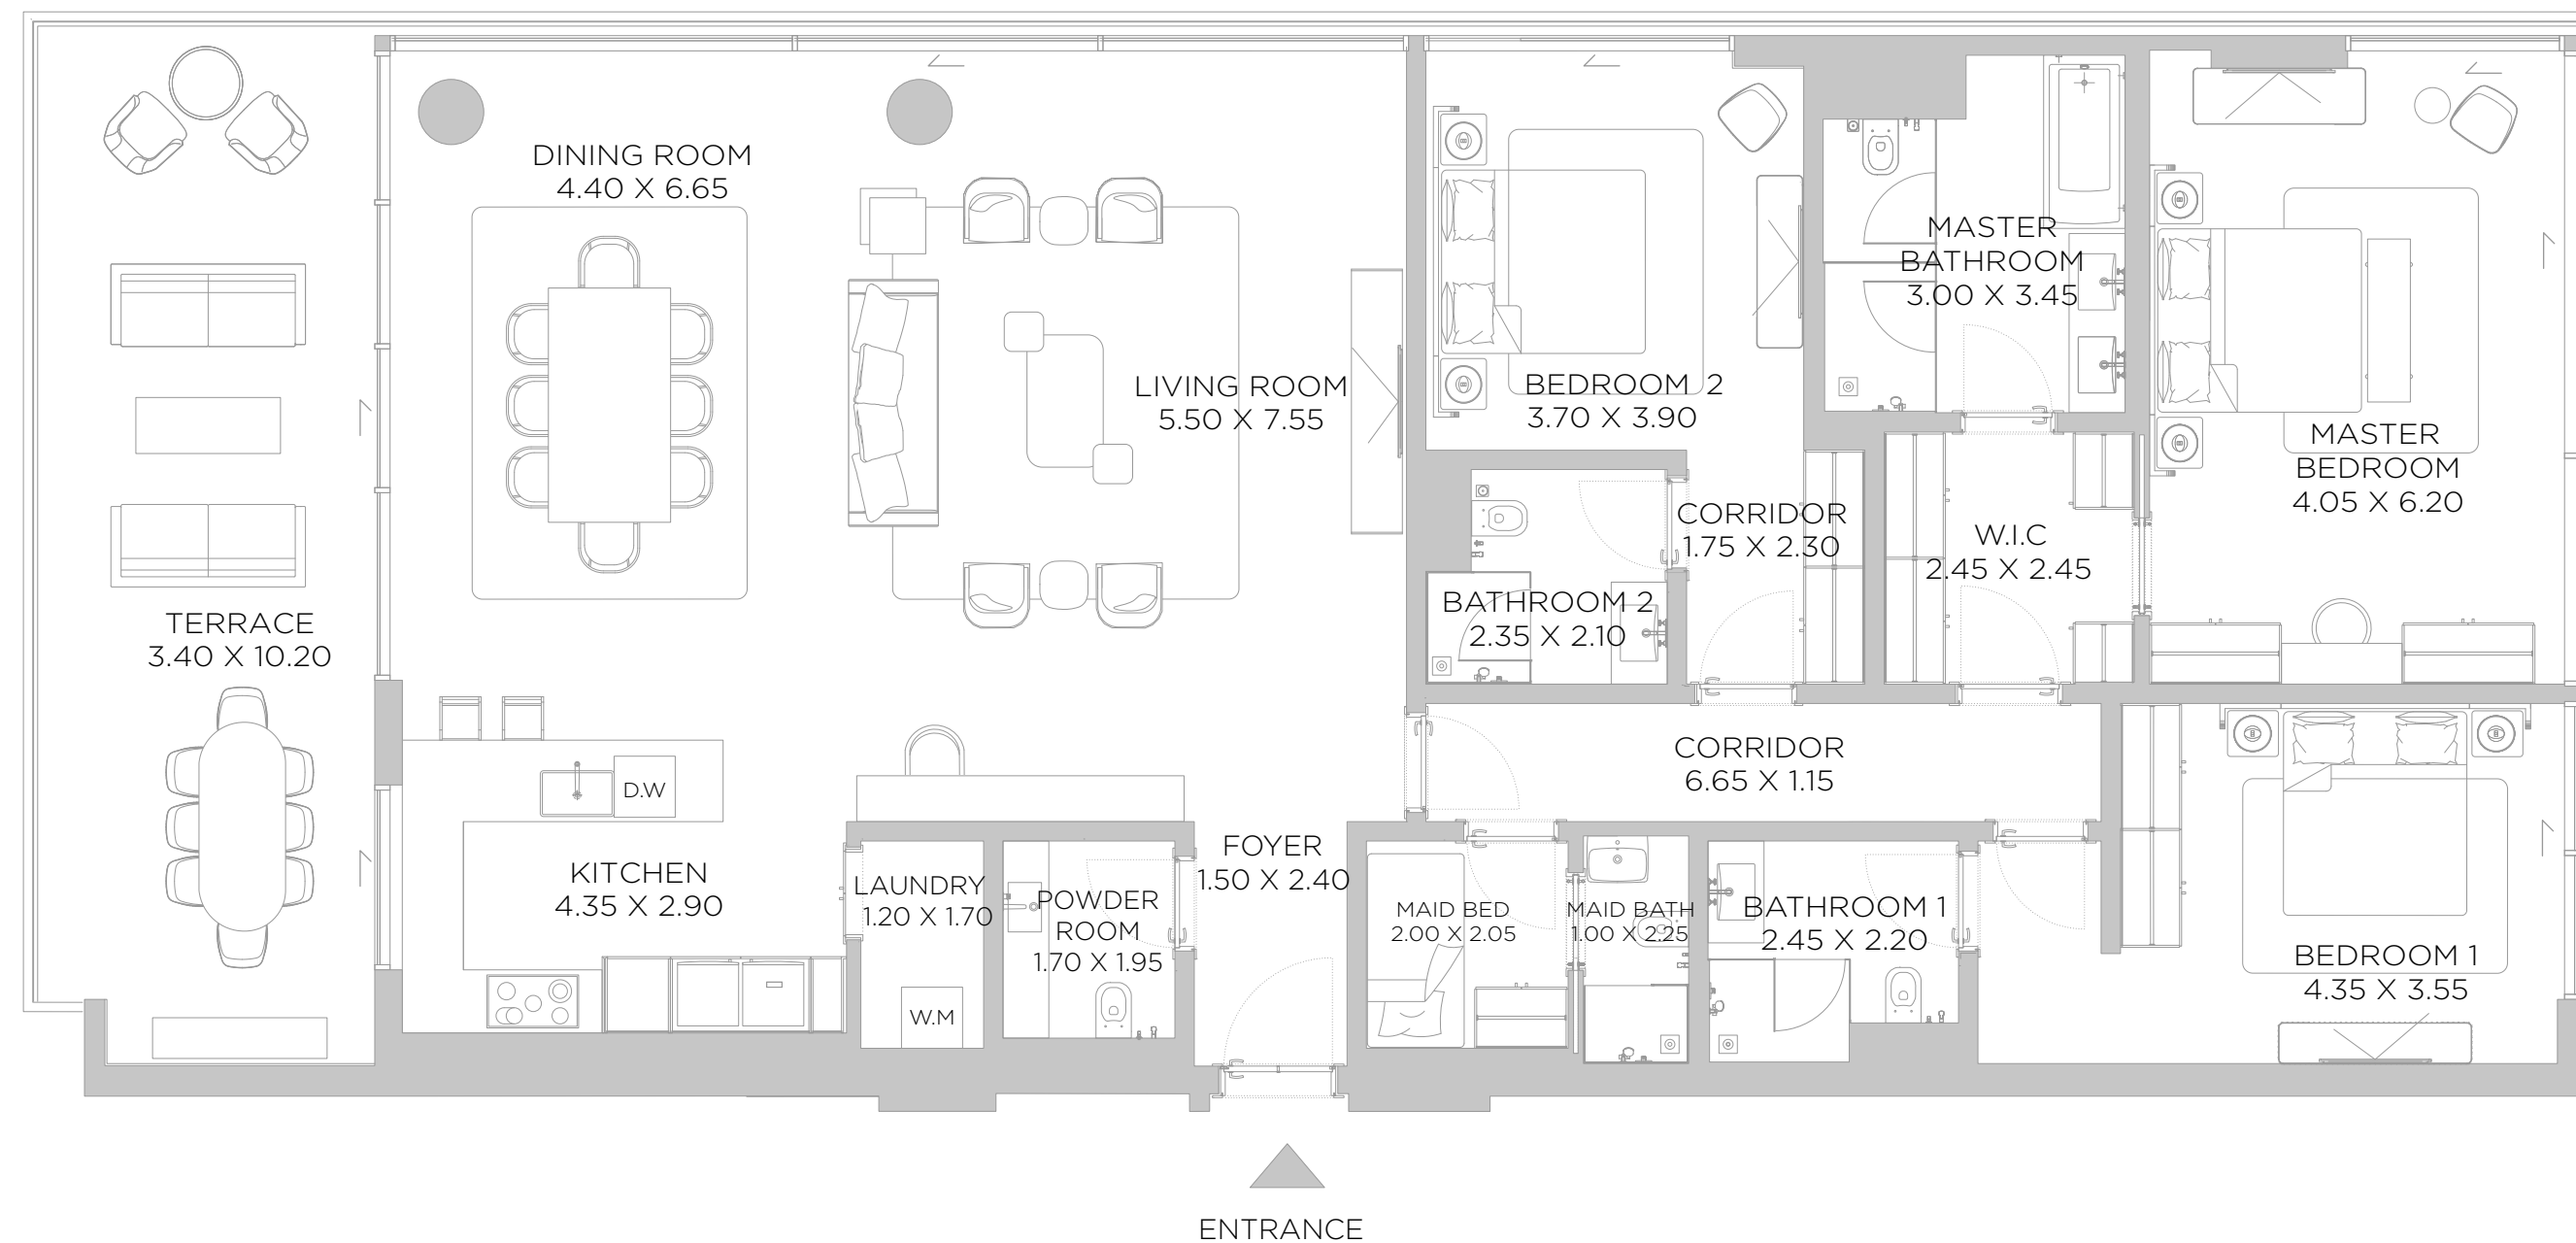 DINING ROOM
4.40 X 6.65
LIVING ROOM
5.50 X 7.55
TERRACE
3.40 X 10.20
BEDROOM 2
3.70 X 3.90
MASTER
BATHROOM
3.00 X 3.45
MASTER
BEDROOM
4.05 X 6.20
CORRIDOR
1.75 X 2.30
W.I.C
2.45 X 2.45
BATHROOM 2
2.35 X 2.10
CORRIDOR
6.65 X 1.15
D.W
KITCHEN
4.35 X 2.90
LAUNDRY
1.20 X 1.70
W.M
POWDER
ROOM
1.70 X 1.95
FOYER
1.50 X 2.40
MAID BED
2.00 X 2.05
MAID BATH
1.00 X 2.25
BATHROOM 1
2.45 X 2.20
BEDROOM 1
4.35 X 3.55
ENTRANCE